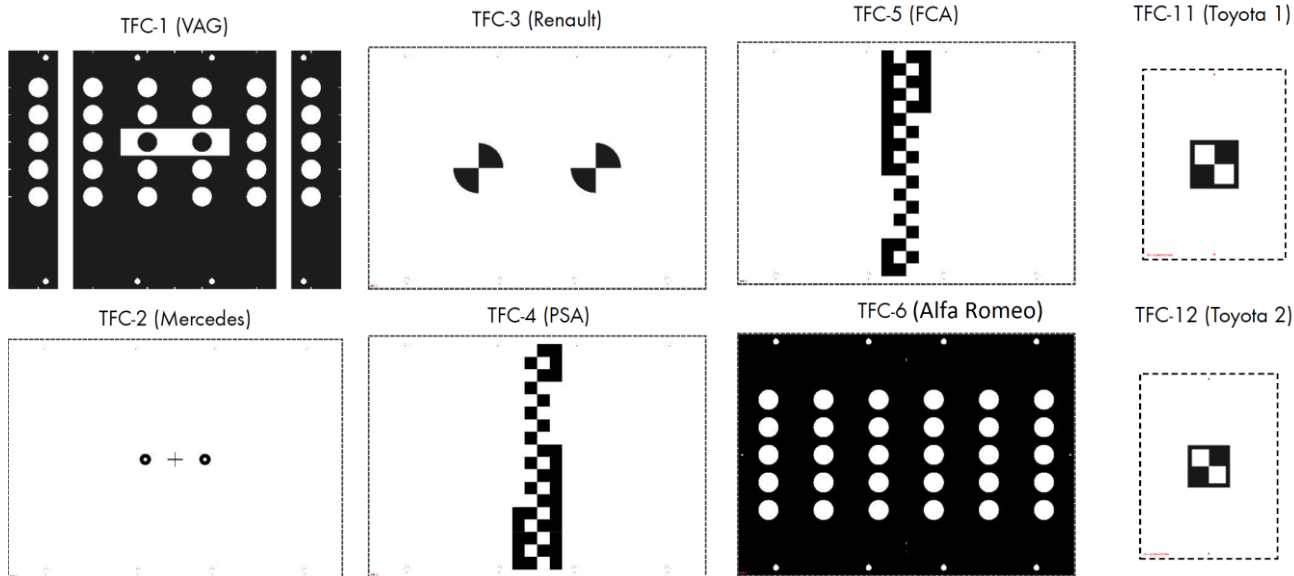 TFC-1 (VAG)
TFC-3 (Renault)
TFC-5 (FCA)
TFC-11 (Toyota 1)
TFC-2 (Mercedes)
TFC-4 (PSA)
TFC-6 (Alfa Romeo)
TFC-12 (Toyota 2)